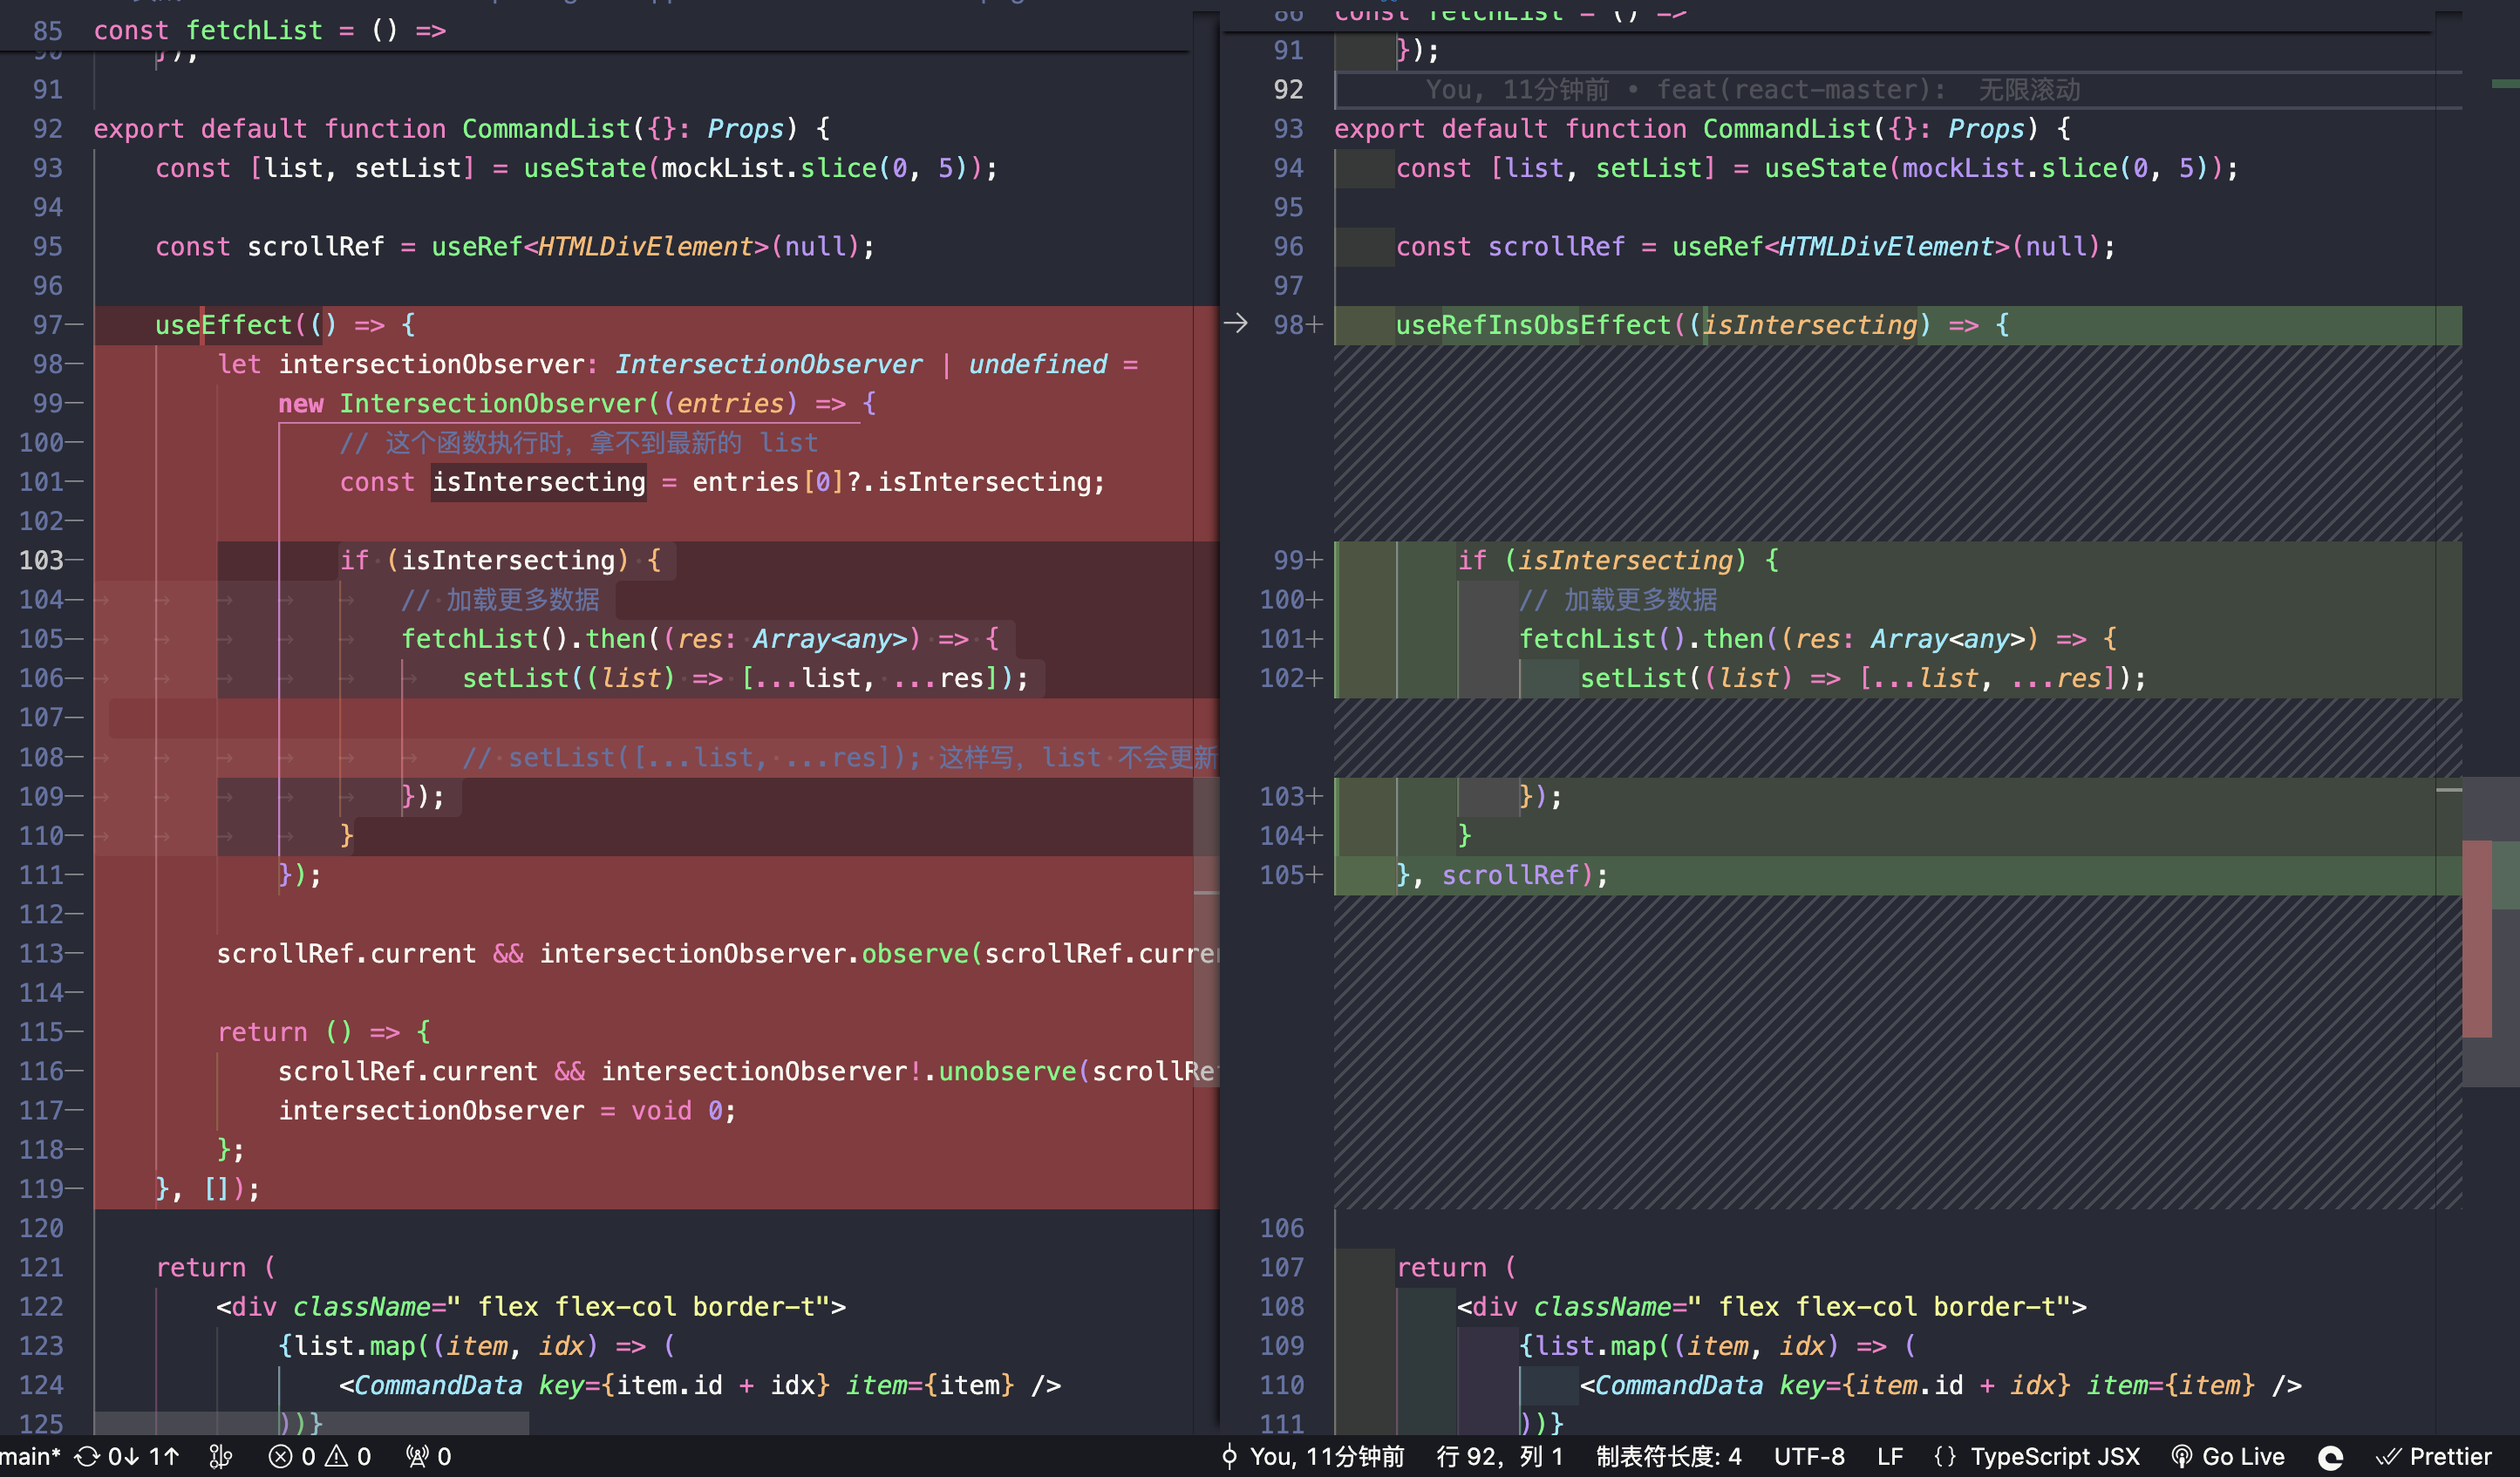 85 const fetchList = () =>
90 });
91
92 export default function CommandList({}: Props) {
93 const [list, setList] = useState(mockList.slice(0, 5));
94
95 const scrollRef = useRef<HTMLDivElement>(null);
96
97— useEffect(() => {
98— let intersectionObserver: IntersectionObserver | undefined =
99— new IntersectionObserver((entries) => {
100— // 这个函数执行时，拿不到最新的 list
101— const isIntersecting = entries[0]?.isIntersecting;
102—
103— if (isIntersecting) {
104— // 加载更多数据
105— fetchList().then((res: Array<any>) => {
106— setList((list) => [...list, ...res]);
107—
108— // setList([...list, ...res]); 这样写，list 不会更新
109— });
110— }
111— });
112—
113— scrollRef.current && intersectionObserver.observe(scrollRef.curre
114—
115— return () => {
116— scrollRef.current && intersectionObserver!.unobserve(scrollRe
117— intersectionObserver = void 0;
118— };
119— }, []);
120
121 return (
122 <div className=" flex flex-col border-t">
123 {list.map((item, idx) => (
124 <CommandData key={item.id + idx} item={item} />
125 ))}
86 const fetchList = () =>
91 });
92 You, 11分钟前 • feat(react-master): 无限滚动
93 export default function CommandList({}: Props) {
94 const [list, setList] = useState(mockList.slice(0, 5));
95
96 const scrollRef = useRef<HTMLDivElement>(null);
97
98+ useRefInsObsEffect((isIntersecting) => {
99+ if (isIntersecting) {
100+ // 加载更多数据
101+ fetchList().then((res: Array<any>) => {
102+ setList((list) => [...list, ...res]);
103+ });
104+ }
105+ }, scrollRef);
106
107 return (
108 <div className=" flex flex-col border-t">
109 {list.map((item, idx) => (
110 <CommandData key={item.id + idx} item={item} />
111 ))}
main* 0↓ 1↑ 0 0 0 You, 11分钟前 行 92，列 1 制表符长度: 4 UTF-8 LF {} TypeScript JSX Go Live Prettier